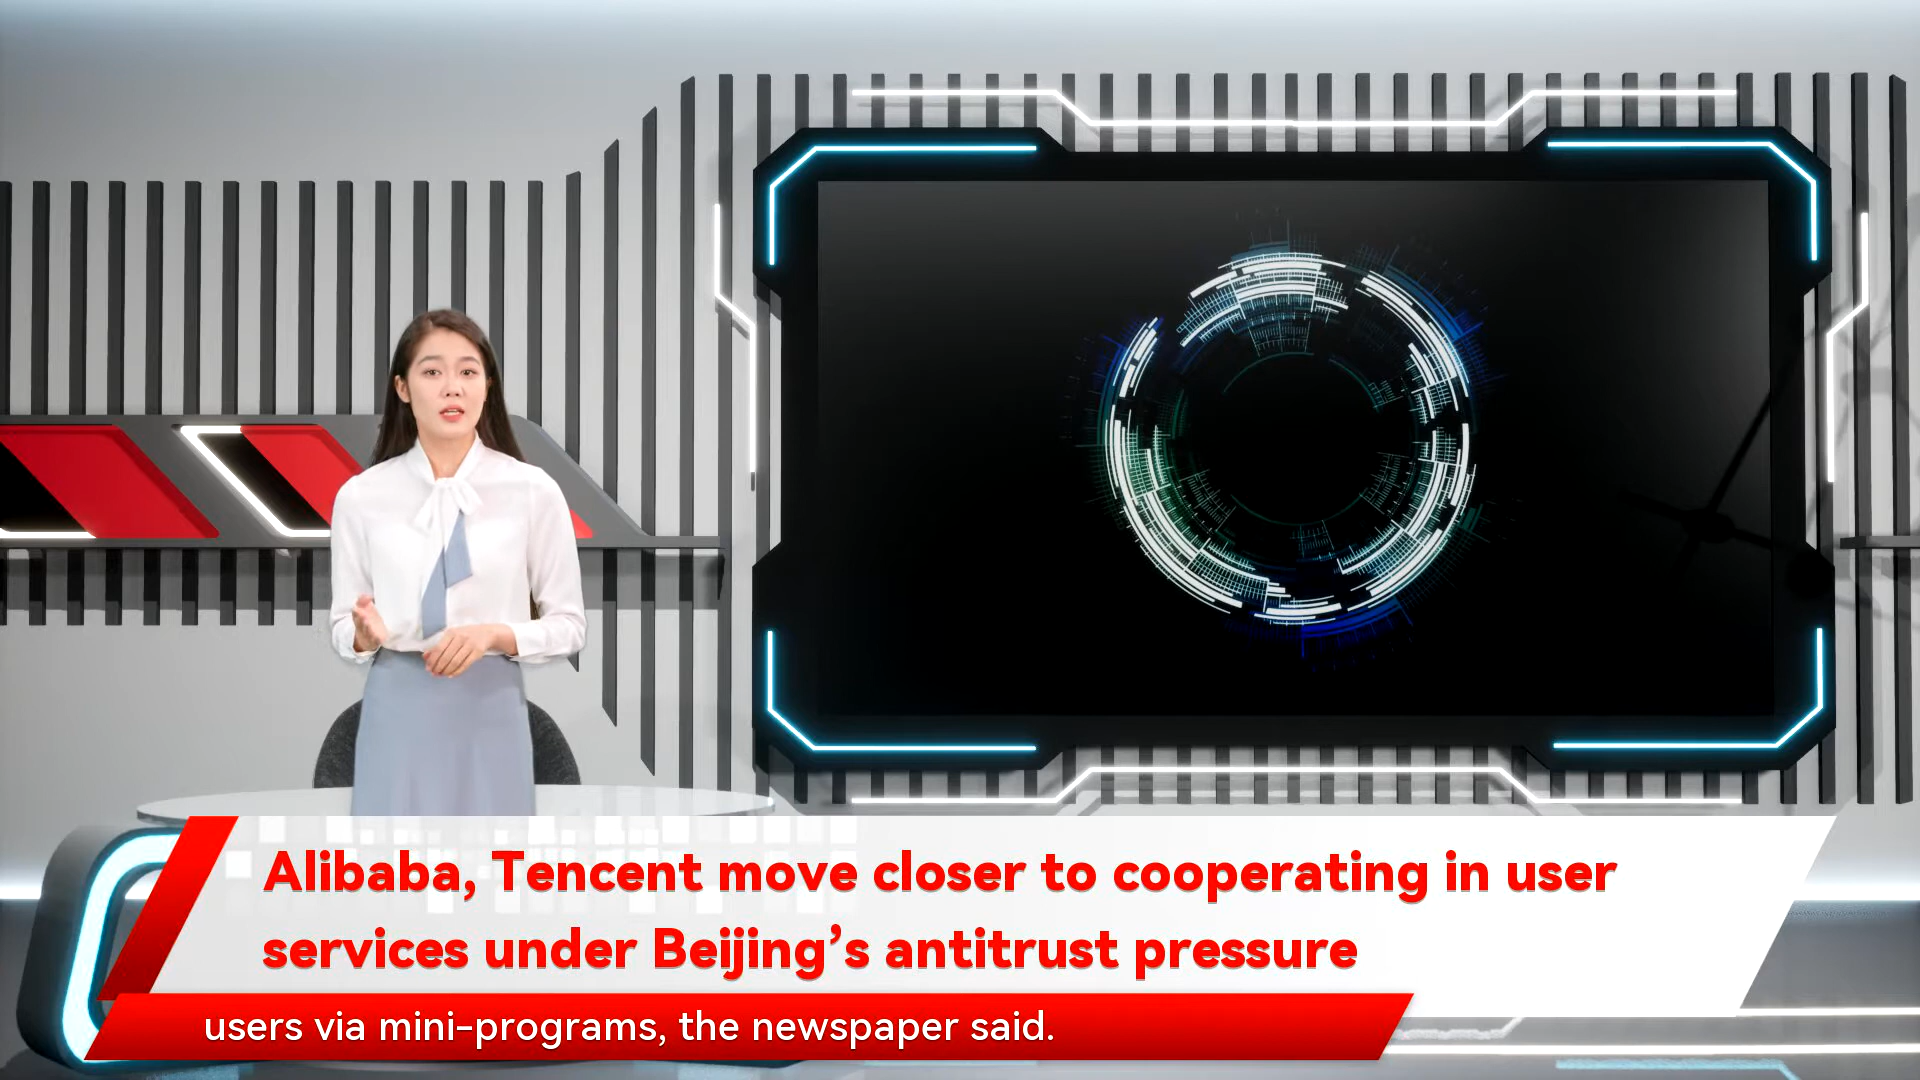 Alibaba, Tencent move closer to cooperating in user
services under Beijing’s antitrust pressure
users via mini-programs, the newspaper said.